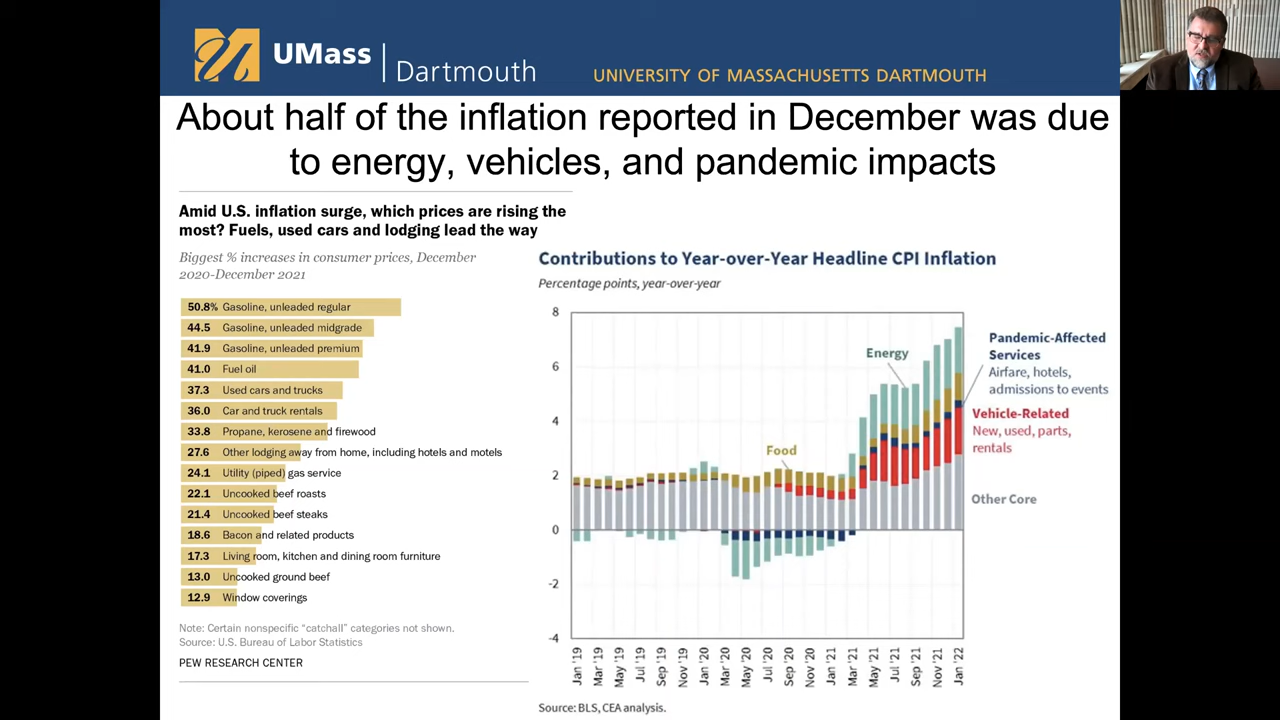 UMass | Dartmouth
UNIVERSITY OF MASSACHUSETTS DARTMOUTH
About half of the inflation reported in December was due
to energy, vehicles, and pandemic impacts
Amid U.S. inflation surge, which prices are rising the
most? Fuels, used cars and lodging lead the way
Biggest % increases in consumer prices, December
2020-December 2021
50.8% Gasoline, unleaded regular
44.5 Gasoline, unleaded midgrade
41.9 Gasoline, unleaded premium
41.0 Fuel oil
37.3 Used cars and trucks
36.0 Car and truck rentals
33.8 Propane, kerosene and firewood
27.6 Other lodging away from home, including hotels and motels
24.1 Utility (piped) gas service
22.1 Uncooked beef roasts
21.4 Uncooked beef steaks
18.6 Bacon and related products
17.3 Living room, kitchen and dining room furniture
13.0 Uncooked ground beef
12.9 Window coverings
Note: Certain nonspecific “catchall” categories not shown.
Source: U.S. Bureau of Labor Statistics
PEW RESEARCH CENTER
Contributions to Year-over-Year Headline CPI Inflation
Percentage points, year-over-year
8
6
4
2
0
-2
-4
Energy
Food
Pandemic-Affected
Services
Airfare, hotels,
admissions to events
Vehicle-Related
New, used, parts,
rentals
Other Core
Jan '19
Mar '19
May '19
Jul '19
Sep '19
Nov '19
Jan '20
Mar '20
May '20
Jul '20
Sep '20
Nov '20
Jan '21
Mar '21
May '21
Jul '21
Sep '21
Nov '21
Jan '22
Source: BLS, CEA analysis.